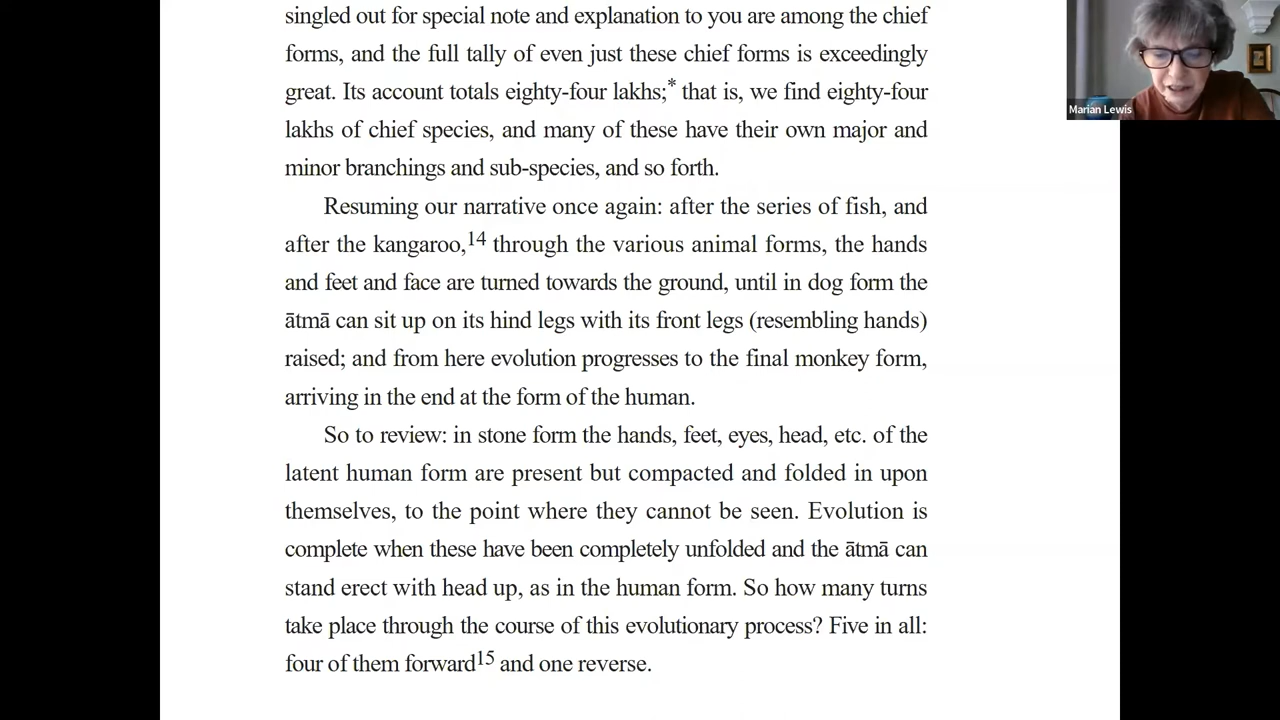 singled out for special note and explanation to you are among the chief
forms, and the full tally of even just these chief forms is exceedingly
great. Its account totals eighty-four lakhs;* that is, we find eighty-four
lakhs of chief species, and many of these have their own major and
minor branchings and sub-species, and so forth.
Resuming our narrative once again: after the series of fish, and
after the kangaroo,14 through the various animal forms, the hands
and feet and face are turned towards the ground, until in dog form the
ātmā can sit up on its hind legs with its front legs (resembling hands)
raised; and from here evolution progresses to the final monkey form,
arriving in the end at the form of the human.
So to review: in stone form the hands, feet, eyes, head, etc. of the
latent human form are present but compacted and folded in upon
themselves, to the point where they cannot be seen. Evolution is
complete when these have been completely unfolded and the ātmā can
stand erect with head up, as in the human form. So how many turns
take place through the course of this evolutionary process? Five in all:
four of them forward15 and one reverse.
Marian Lewis